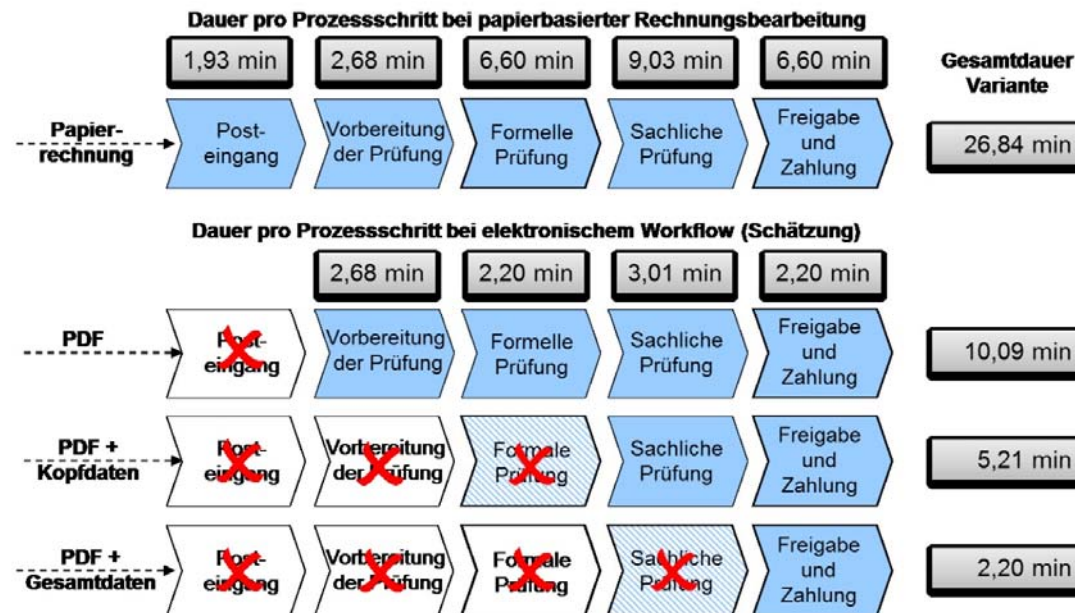 Dauer pro Prozessschritt bei papierbasierter Rechnungsbearbeitung
1,93 min
2,68 min
6,60 min
9,03 min
6,60 min
Gesamtdauer
Variante
Papier-
rechnung
Post-
eingang
Vorbereitung
der Prüfung
Formelle
Prüfung
Sachliche
Prüfung
Freigabe
und
Zahlung
26,84 min
Dauer pro Prozessschritt bei elektronischem Workflow (Schätzung)
2,68 min
2,20 min
3,01 min
2,20 min
PDF
Post-
eingang
Vorbereitung
der Prüfung
Formelle
Prüfung
Sachliche
Prüfung
Freigabe
und
Zahlung
10,09 min
PDF +
Kopfdaten
Post-
eingang
Vorbereitung
der Prüfung
Formale
Prüfung
Sachliche
Prüfung
Freigabe
und
Zahlung
5,21 min
PDF +
Gesamtdaten
Post-
eingang
Vorbereitung
der Prüfung
Formale
Prüfung
Sachliche
Prüfung
Freigabe
und
Zahlung
2,20 min